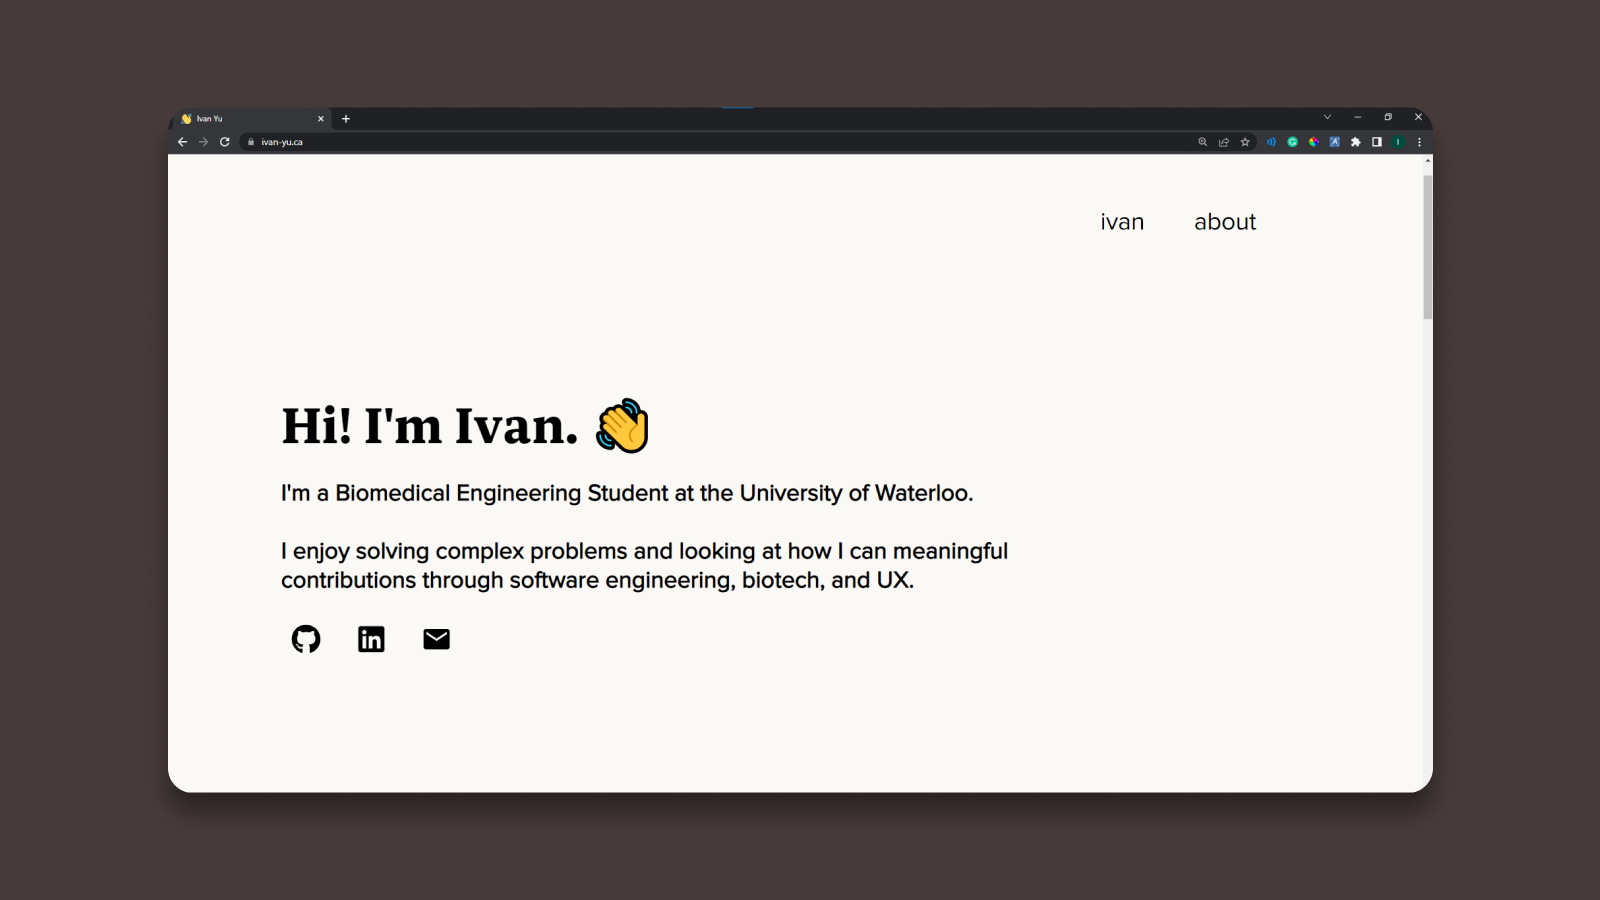 Ivan Yu
ivan-yu.ca
ivan about
Hi! I'm Ivan. 👋
I'm a Biomedical Engineering Student at the University of Waterloo.
I enjoy solving complex problems and looking at how I can meaningful
contributions through software engineering, biotech, and UX.